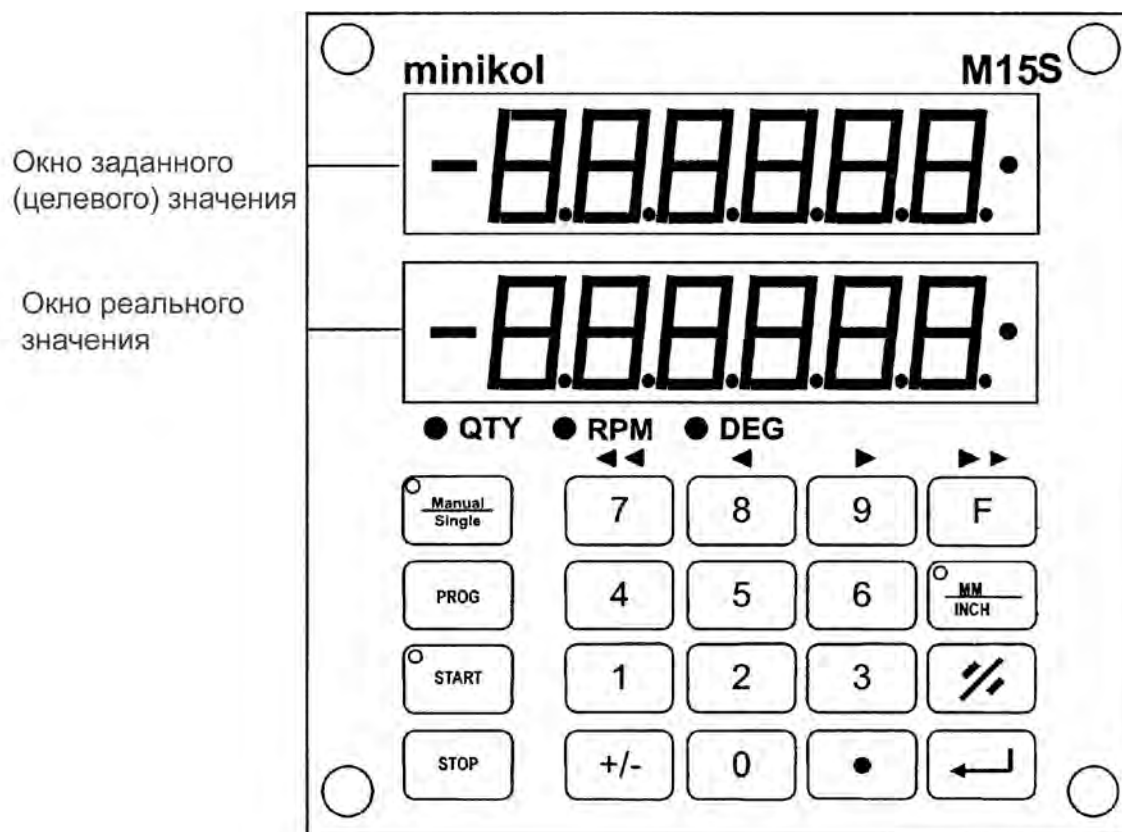 minikol M15S
Окно заданного
(целевого) значения
Окно реального
значения
QTY RPM DEG
Manual
Single
7 8 9 F
PROG
4 5 6
MM
INCH
START
1 2 3
STOP
+/- 0 •